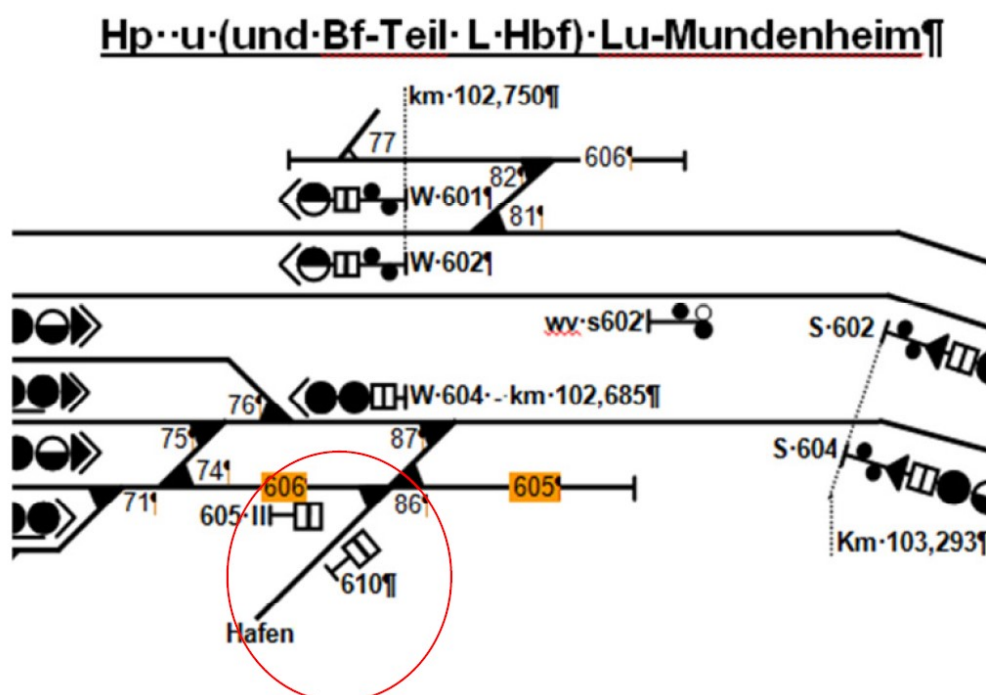 Hp··u·(und·Bf-Teil·L·Hbf)·Lu-Mundenheim¶
km·102,750¶
77
606¶
82¶
W·601¶
81¶
W·602¶
wv·s602
S·602
76¶
W·604·-·km·102,685¶
75¶
87¶
S·604
74¶
606
605¶
71¶
605·III
86¶
Km·103,293¶
610¶
Hafen